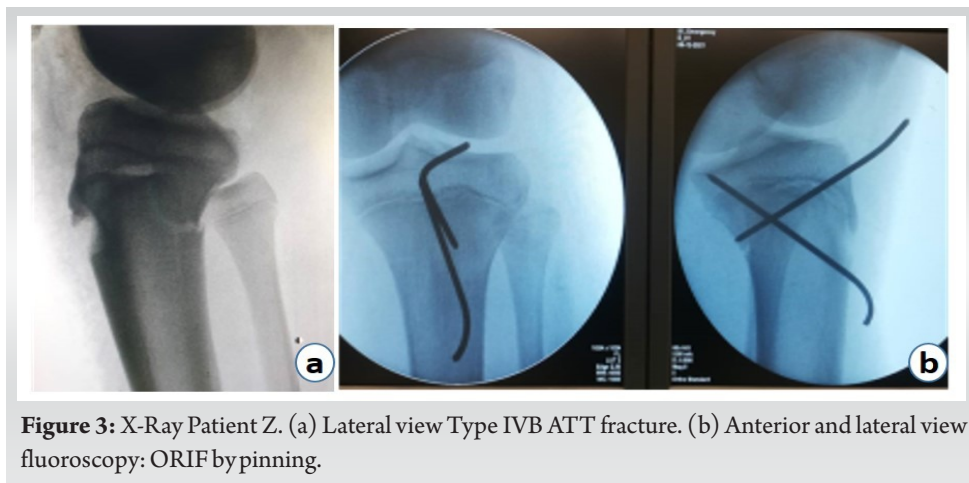 a
b
Figure 3: X-Ray Patient Z. (a) Lateral view Type IVB ATT fracture. (b) Anterior and lateral view
fluoroscopy: ORIF by pinning.